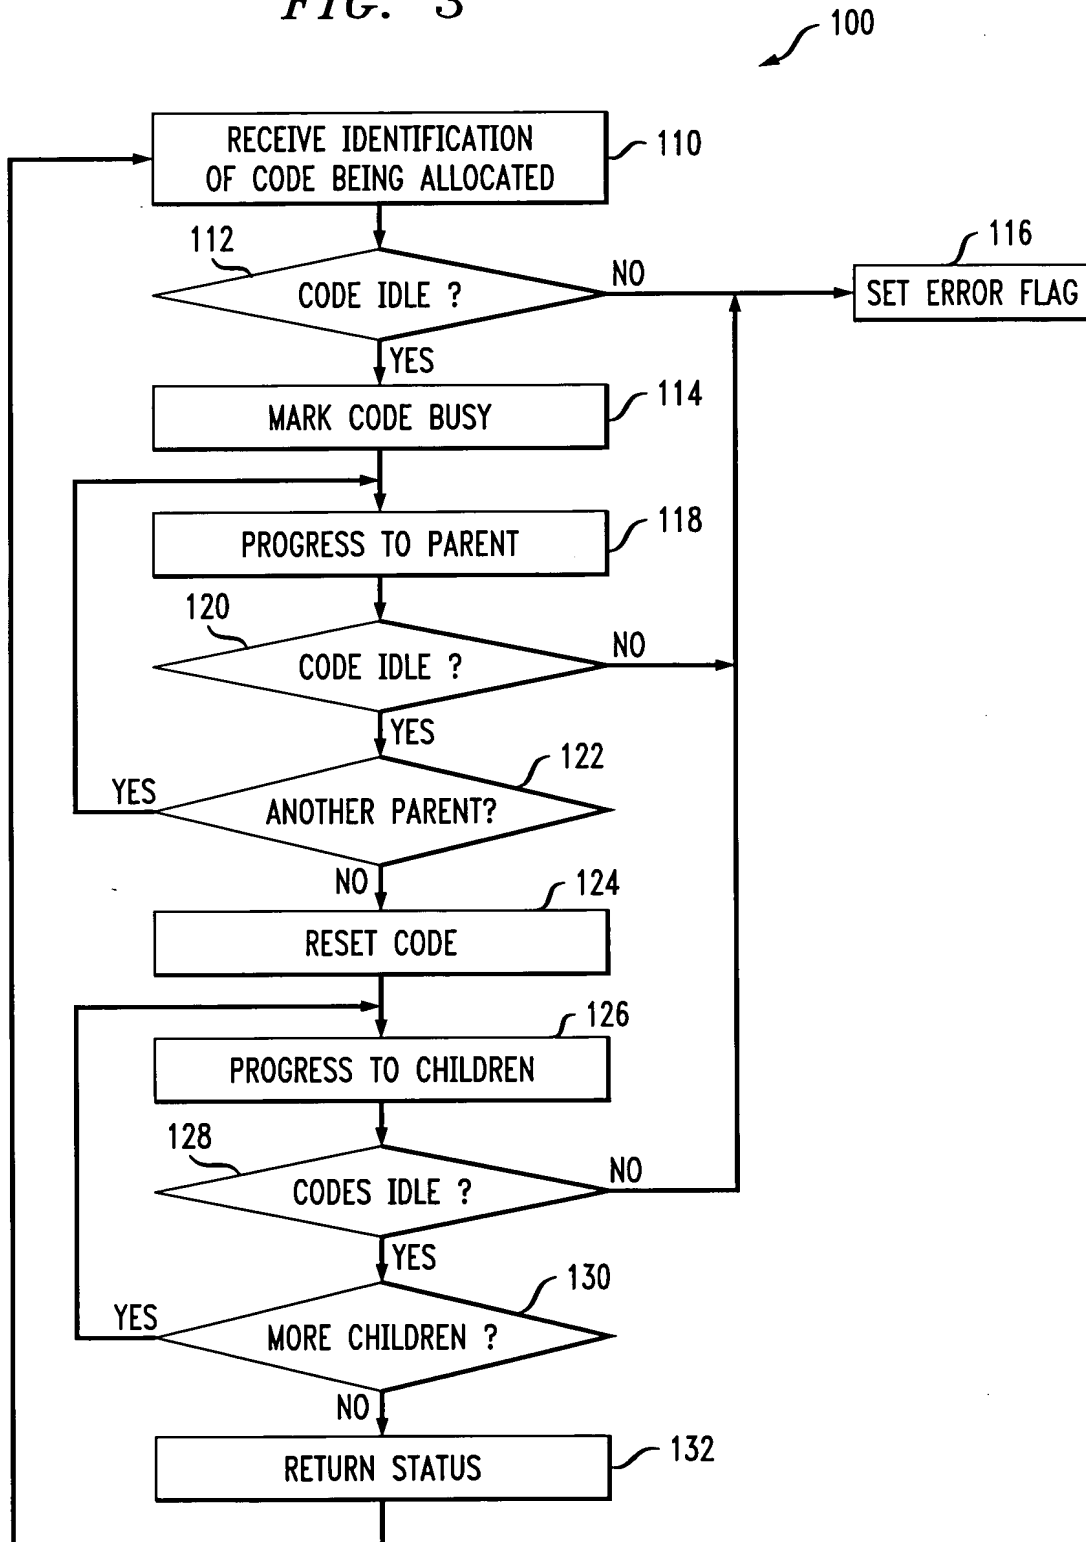 FIG. 3
100
RECEIVE IDENTIFICATION
OF CODE BEING ALLOCATED
110
112
CODE IDLE ?
NO
116
SET ERROR FLAG
YES
MARK CODE BUSY
114
PROGRESS TO PARENT
118
120
CODE IDLE ?
NO
YES
122
ANOTHER PARENT?
YES
NO
124
RESET CODE
126
PROGRESS TO CHILDREN
128
CODES IDLE ?
NO
YES
130
MORE CHILDREN ?
YES
NO
RETURN STATUS
132